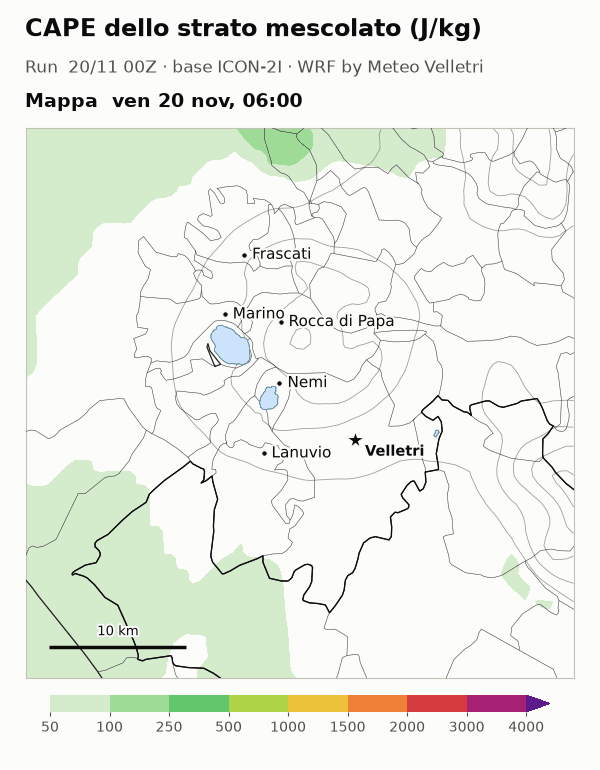 CAPE dello strato mescolato (J/kg)
Run  20/11 00Z · base ICON-2I · WRF by Meteo Velletri
Mappa  ven 20 nov, 06:00
Frascati
Marino
Rocca di Papa
Nemi
Velletri
Lanuvio
10 km
50 100 250 500 1000 1500 2000 3000 4000